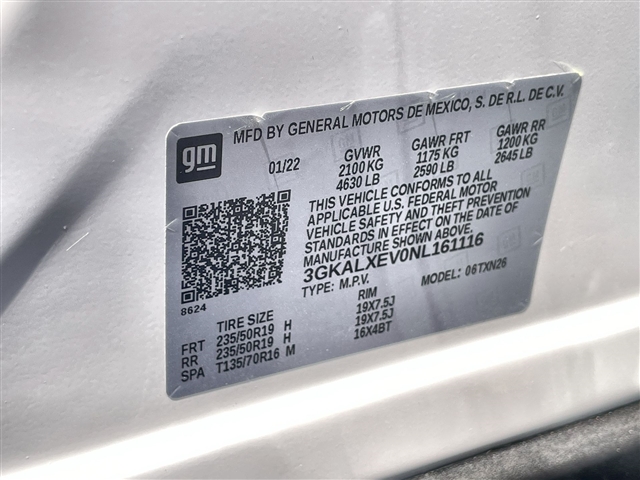 gm
MFD BY GENERAL MOTORS DE MEXICO, S. DE R.L. DE C.V.
01/22 GVWR GAWR FRT GAWR RR
2100 KG 1175 KG 1200 KG
4630 LB 2590 LB 2645 LB
THIS VEHICLE CONFORMS TO ALL
APPLICABLE U.S. FEDERAL MOTOR
VEHICLE SAFETY AND THEFT PREVENTION
STANDARDS IN EFFECT ON THE DATE OF
MANUFACTURE SHOWN ABOVE.
3GKALXEV0NL161116
TYPE: M.P.V. MODEL: 06TXN26
8624
TIRE SIZE RIM
FRT 235/50R19 H 19X7.5J
RR 235/50R19 H 19X7.5J
SPA T135/70R16 M 16X4BT